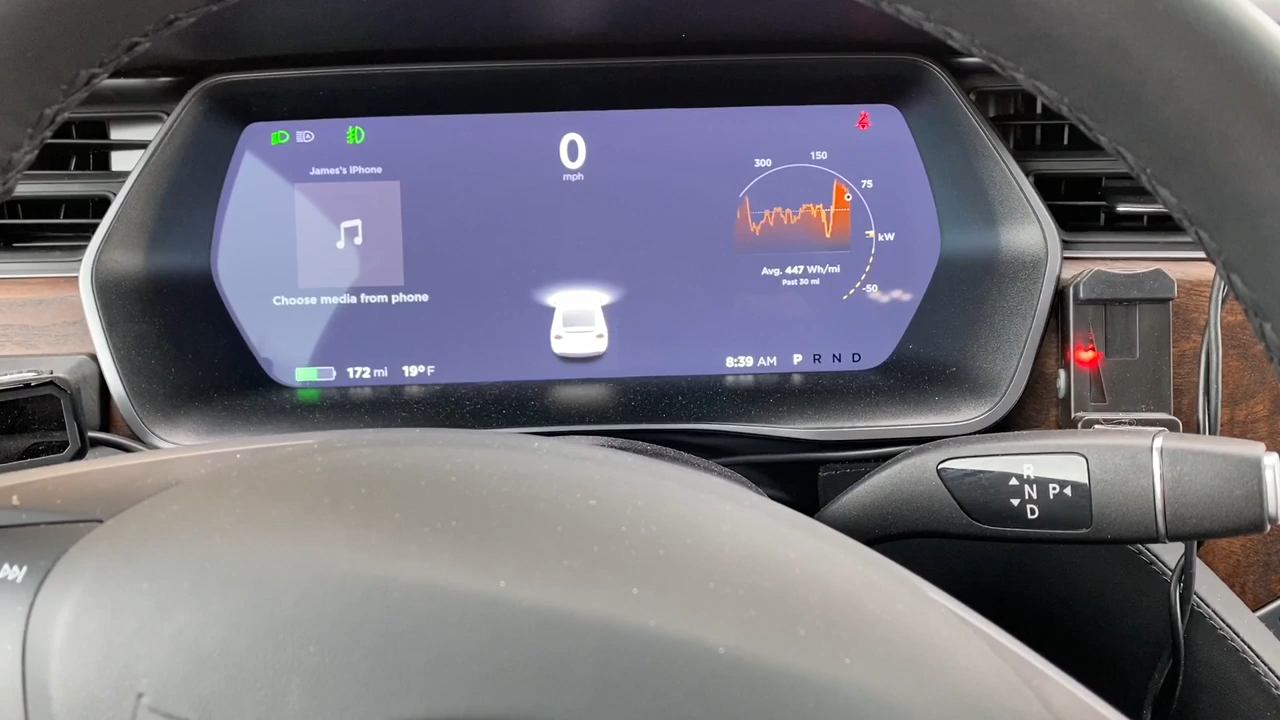 0
mph
James's iPhone
Choose media from phone
300
150
75
kW
-50
Avg. 447 Wh/mi
Past 30 mi
172 mi 19°F
8:39 AM P R N D
R
N P
D